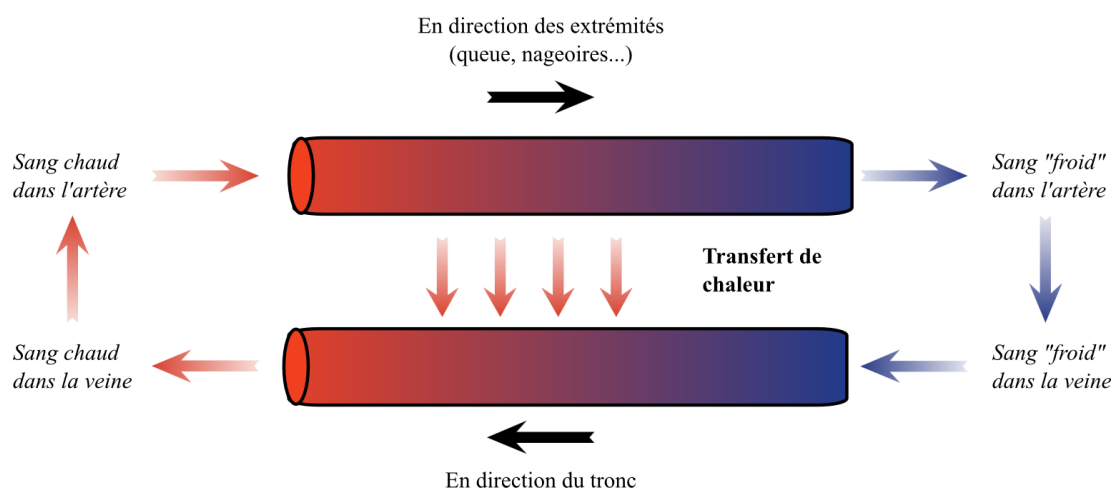 En direction des extrémités
(queue, nageoires...)
Sang chaud
dans l'artère
Sang "froid"
dans l'artère
Transfert de
chaleur
Sang chaud
dans la veine
Sang "froid"
dans la veine
En direction du tronc